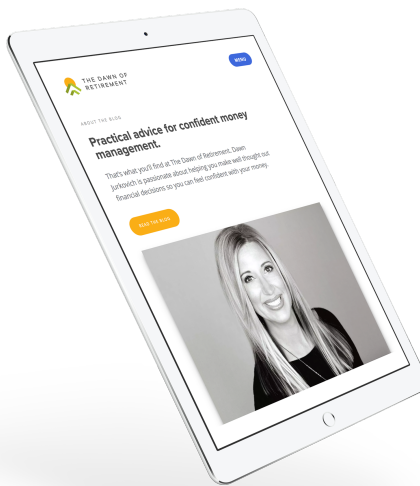 THE DAWN OF
RETIREMENT
MENU
ABOUT THE BLOG
Practical advice for confident money
management.
That's what you'll find at The Dawn of Retirement. Dawn
Jurkovich is passionate about helping you make well thought out
financial decisions so you can feel confident with your money.
READ THE BLOG